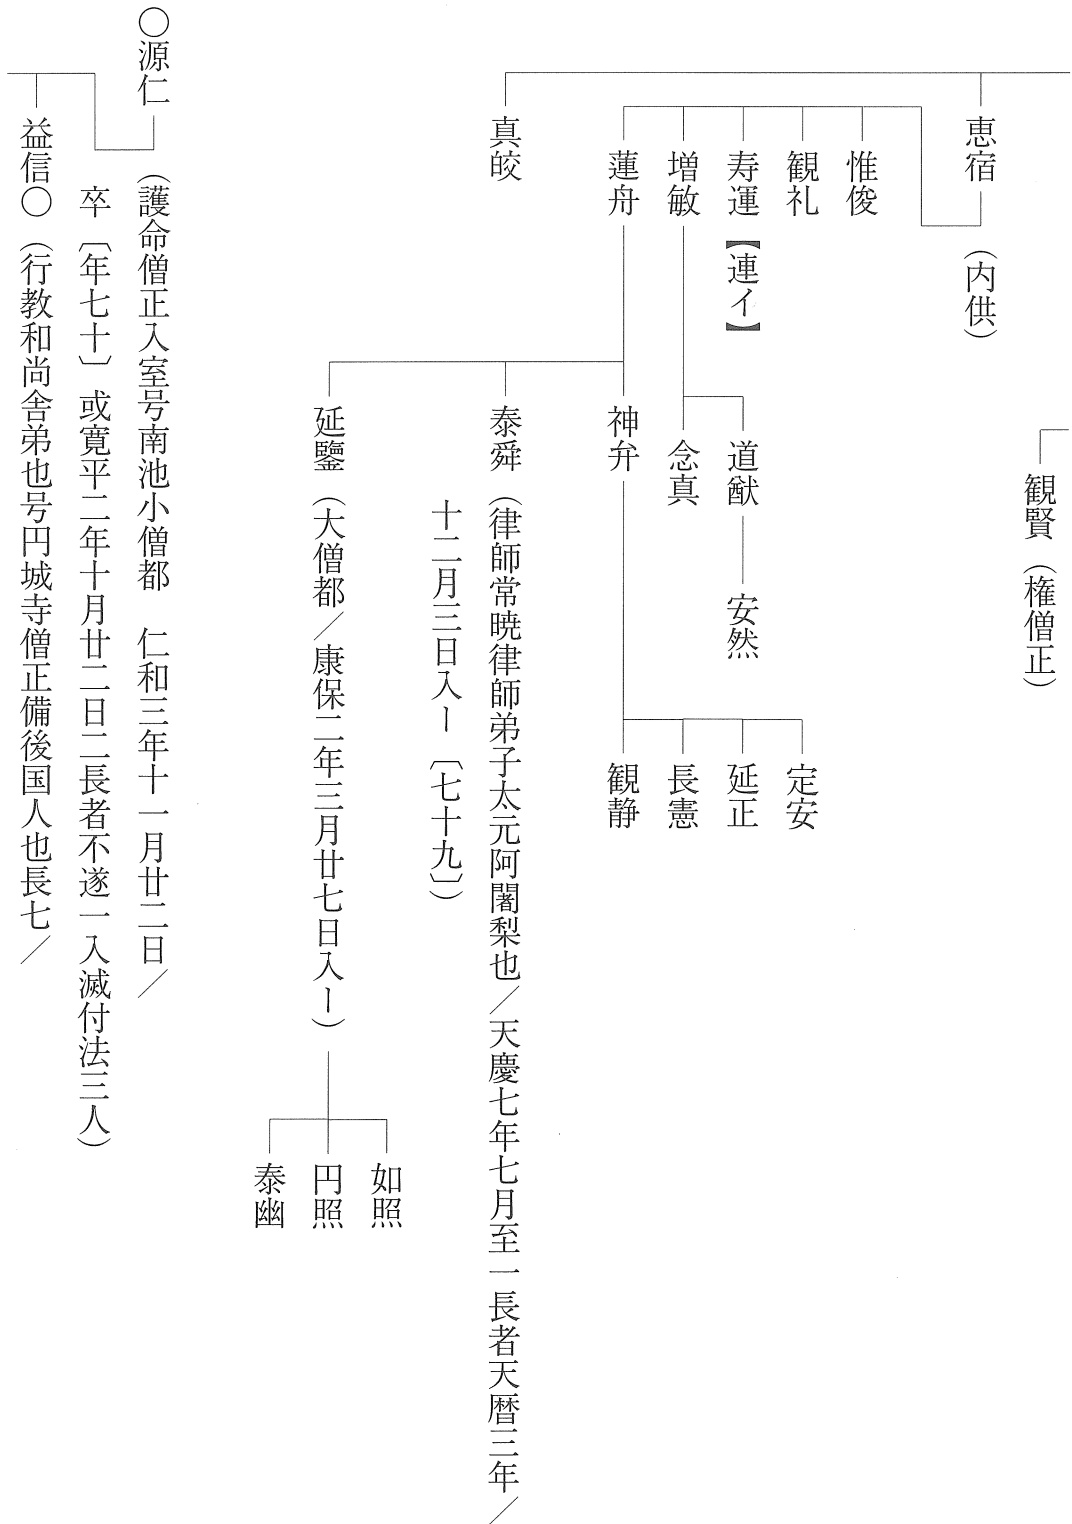 観賢（権僧正）
恵宿（内供）
惟俊
観礼
寿運【連イ】
増敏
蓮舟
道猷
安然
念真
神弁
定安
延正
長憲
観静
泰舜（律師常暁律師弟子太元阿闍梨也／天慶七年七月至一長者天暦三年／
十二月三日入ー〔七十九〕）
延鑒（大僧都／康保二年三月廿七日入ー）
如照
円照
泰幽
真皎
○源仁（護命僧正入室号南池小僧都　仁和三年十一月廿二日／
卒〔年七十〕或寛平二年十月廿二日二長者不遂一入滅付法三人）
益信○（行教和尚舎弟也号円城寺僧正備後国人也長七／